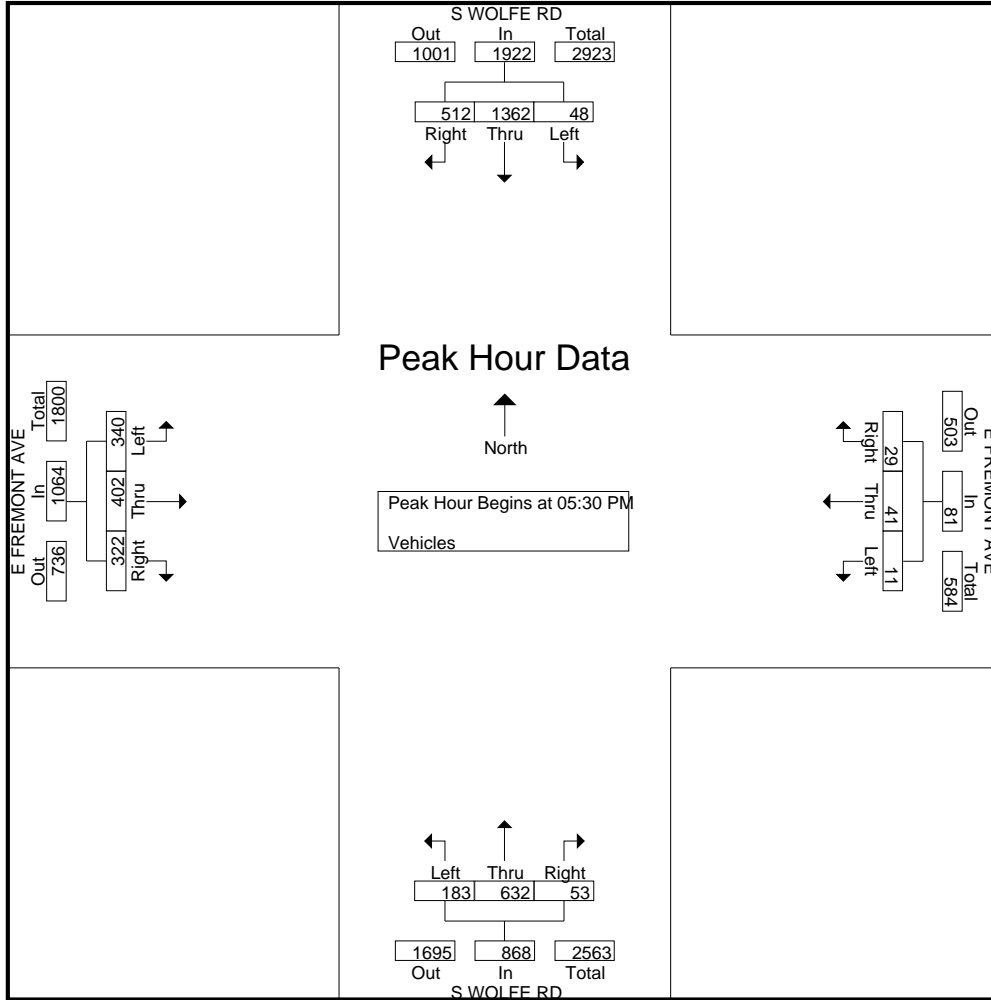 S WOLFE RD
Out In Total
1001 1922 2923
512 1362 48
Right Thru Left
Peak Hour Data
North
Peak Hour Begins at 05:30 PM
Vehicles
E FREMONT AVE
Out In Total
736 1064 1800
322 402 340
Right Thru Left
E FREMONT AVE
Out In Total
503 81 584
29 41 11
Right Thru Left
Left Thru Right
183 632 53
1695 868 2563
Out In Total
S WOLFE RD